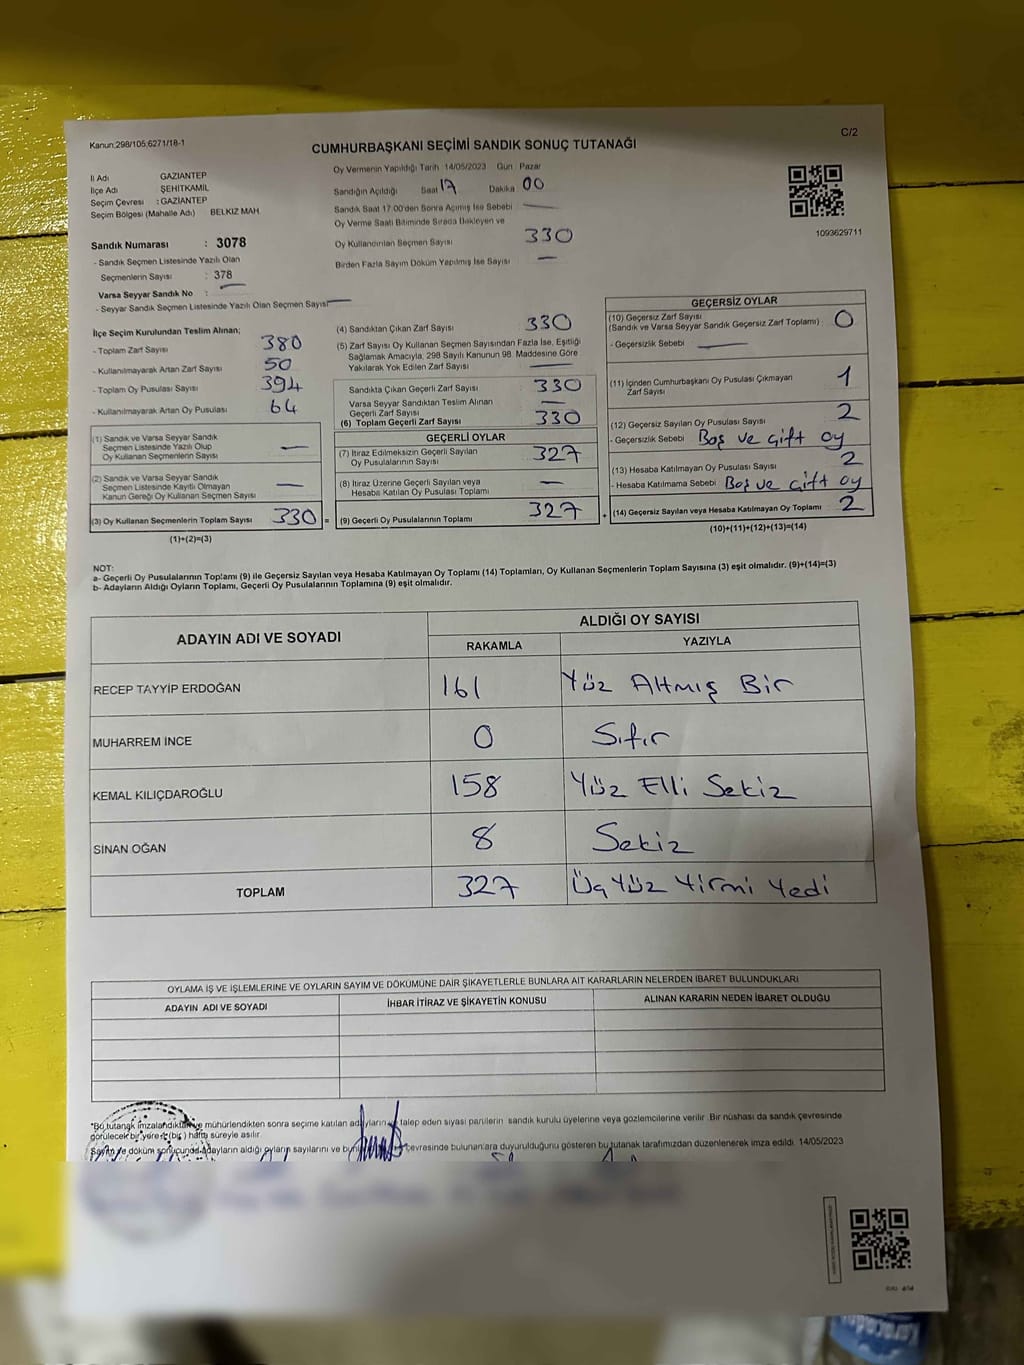 Kanun:298/105;6271/18-1
C/2
CUMHURBAŞKANI SEÇİMİ SANDIK SONUÇ TUTANAĞI
İl Adı GAZIANTEP
İlçe Adı ŞEHİTKAMİL
Seçim Çevresi : GAZIANTEP
Seçim Bölgesi (Mahalle Adı) BELKIZ MAH.
Sandık Numarası : 3078
- Sandık Seçmen Listesinde Yazılı Olan
Seçmenlerin Sayısı : 378
Varsa Seyyar Sandık No : —
- Seyyar Sandık Seçmen Listesinde Yazılı Olan Seçmen Sayısı —
Oy Vermenin Yapıldığı Tarih 14/05/2023 Gün Pazar
Sandığın Açıldığı Saat 17 Dakika 00
Sandık Saat 17:00'den Sonra Açılmış İse Sebebi —
Oy Verme Saati Bitiminde Sırada Bekleyen ve
Oy Kullandırılan Seçmen Sayısı 330
Birden Fazla Sayım Döküm Yapılmış İse Sayısı —
1093629711
İlçe Seçim Kurulundan Teslim Alınan;
- Toplam Zarf Sayısı 380
- Kullanılmayarak Artan Zarf Sayısı 50
- Toplam Oy Pusulası Sayısı 394
- Kullanılmayarak Artan Oy Pusulası 64
(1) Sandık ve Varsa Seyyar Sandık
Seçmen Listesinde Yazılı Olup
Oy Kullanan Seçmenlerin Sayısı —
(2) Sandık ve Varsa Seyyar Sandık
Seçmen Listesinde Kayıtlı Olmayan
Kanun Gereği Oy Kullanan Seçmen Sayısı —
(3) Oy Kullanan Seçmenlerin Toplam Sayısı 330 =
(1)+(2)=(3)
(4) Sandıktan Çıkan Zarf Sayısı 330
(5) Zarf Sayısı Oy Kullanan Seçmen Sayısından Fazla İse, Eşitliği
Sağlamak Amacıyla, 298 Sayılı Kanunun 98. Maddesine Göre
Yakılarak Yok Edilen Zarf Sayısı —
Sandıkta Çıkan Geçerli Zarf Sayısı 330
Varsa Seyyar Sandıktan Teslim Alınan
Geçerli Zarf Sayısı —
(6) Toplam Geçerli Zarf Sayısı 330
GEÇERLİ OYLAR
(7) İtiraz Edilmeksizin Geçerli Sayılan
Oy Pusulalarının Sayısı 327
(8) İtiraz Üzerine Geçerli Sayılan veya
Hesaba Katılan Oy Pusulası Toplamı —
(9) Geçerli Oy Pusulalarının Toplamı 327 +
GEÇERSİZ OYLAR
(10) Geçersiz Zarf Sayısı
(Sandık ve Varsa Seyyar Sandık Geçersiz Zarf Toplamı) 0
- Geçersizlik Sebebi —
(11) İçinden Cumhurbaşkanı Oy Pusulası Çıkmayan
Zarf Sayısı 1
(12) Geçersiz Sayılan Oy Pusulası Sayısı 2
- Geçersizlik Sebebi Boş ve çift oy
(13) Hesaba Katılmayan Oy Pusulası Sayısı 2
- Hesaba Katılmama Sebebi Boş ve çift oy
(14) Geçersiz Sayılan veya Hesaba Katılmayan Oy Toplamı 2
(10)+(11)+(12)+(13)=(14)
NOT:
a- Geçerli Oy Pusulalarının Toplamı (9) ile Geçersiz Sayılan veya Hesaba Katılmayan Oy Toplamı (14) Toplamları, Oy Kullanan Seçmenlerin Toplam Sayısına (3) eşit olmalıdır. (9)+(14)=(3)
b- Adayların Aldığı Oyların Toplamı, Geçerli Oy Pusulalarının Toplamına (9) eşit olmalıdır.
ADAYIN ADI VE SOYADI
ALDIĞI OY SAYISI
RAKAMLA YAZIYLA
RECEP TAYYİP ERDOĞAN 161 Yüz Altmış Bir
MUHARREM İNCE 0 Sıfır
KEMAL KILIÇDAROĞLU 158 Yüz Elli Sekiz
SİNAN OĞAN 8 Sekiz
TOPLAM 327 Üç Yüz Yirmi Yedi
OYLAMA İŞ VE İŞLEMLERİNE VE OYLARIN SAYIM VE DÖKÜMÜNE DAİR ŞİKAYETLERLE BUNLARA AİT KARARLARIN NELERDEN İBARET BULUNDUKLARI
ADAYIN ADI VE SOYADI İHBAR İTİRAZ VE ŞİKAYETİN KONUSU ALINAN KARARIN NEDEN İBARET OLDUĞU
*Bu tutanak imzalandıktan ve mühürlendikten sonra seçime katılan adayların talep eden siyasi partilerin sandık kurulu üyelerine veya gözlemcilerine verilir .Bir nüshası da sandık çevresinde
görülecek bir yere (bir ) hafta süreyle asılır.
Sayım ve döküm sonucunda adayların aldığı oyların sayılarını ve çevresinde bulunanlara duyurulduğunu gösteren bu tutanak tarafımızdan düzenlenerek imza edildi. 14/05/2023